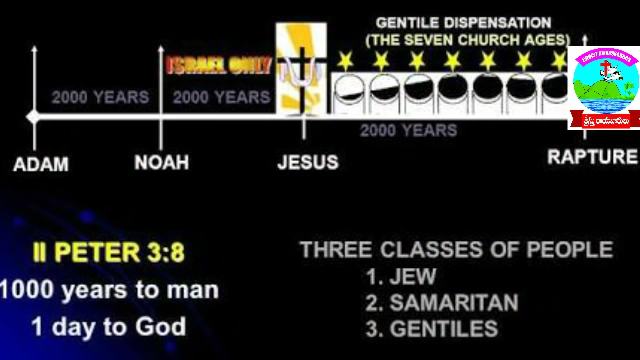 GENTILE DISPENSATION
(THE SEVEN CHURCH AGES)
ISRAEL ONLY
2000 YEARS
2000 YEARS
2000 YEARS
ADAM
NOAH
JESUS
RAPTURE
II PETER 3:8
1000 years to man
1 day to God
THREE CLASSES OF PEOPLE
1. JEW
2. SAMARITAN
3. GENTILES